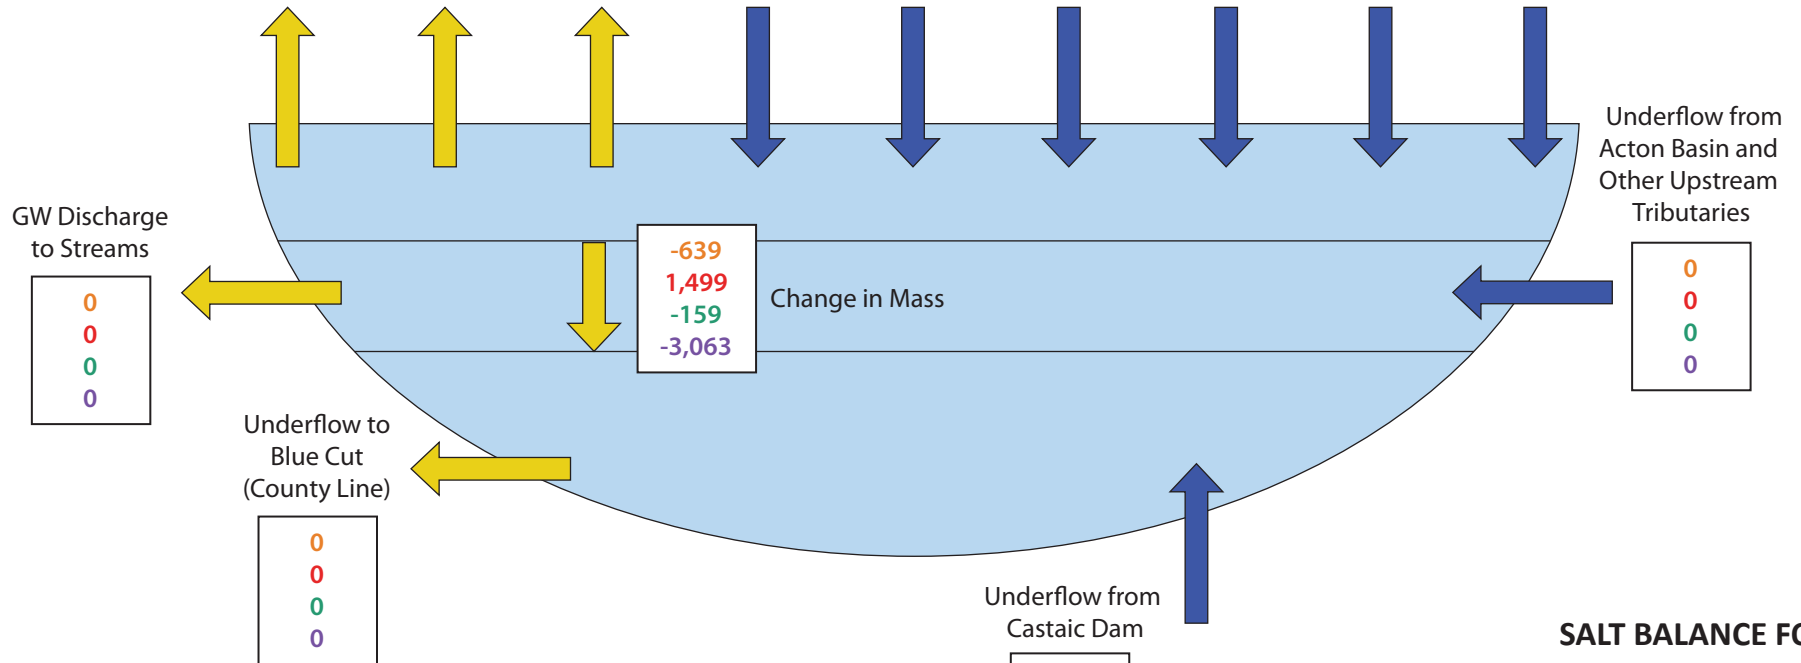 Underflow from
Acton Basin and
Other Upstream
Tributaries
0
0
0
0
GW Discharge
to Streams
0
0
0
0
-639
1,499
-159
-3,063
Change in Mass
Underflow to
Blue Cut
(County Line)
0
0
0
0
Underflow from
Castaic Dam
SALT BALANCE FO